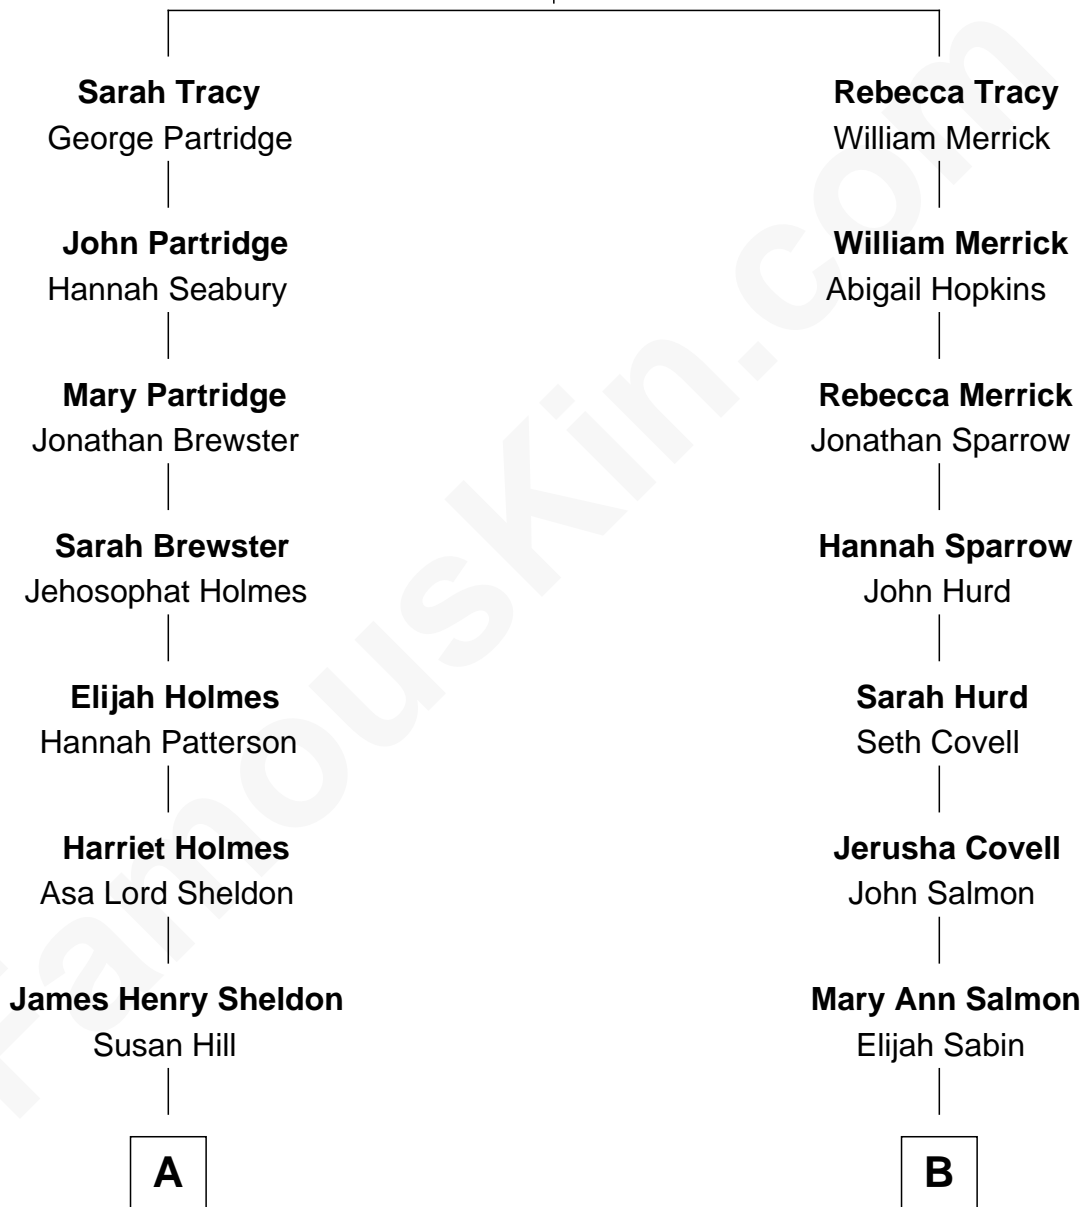 Sarah Tracy
George Partridge
Rebecca Tracy
William Merrick
John Partridge
Hannah Seabury
William Merrick
Abigail Hopkins
Mary Partridge
Jonathan Brewster
Rebecca Merrick
Jonathan Sparrow
Sarah Brewster
Jehosophat Holmes
Hannah Sparrow
John Hurd
Elijah Holmes
Hannah Patterson
Sarah Hurd
Seth Covell
Harriet Holmes
Asa Lord Sheldon
Jerusha Covell
John Salmon
James Henry Sheldon
Susan Hill
Mary Ann Salmon
Elijah Sabin
A
B
FamousKin.com